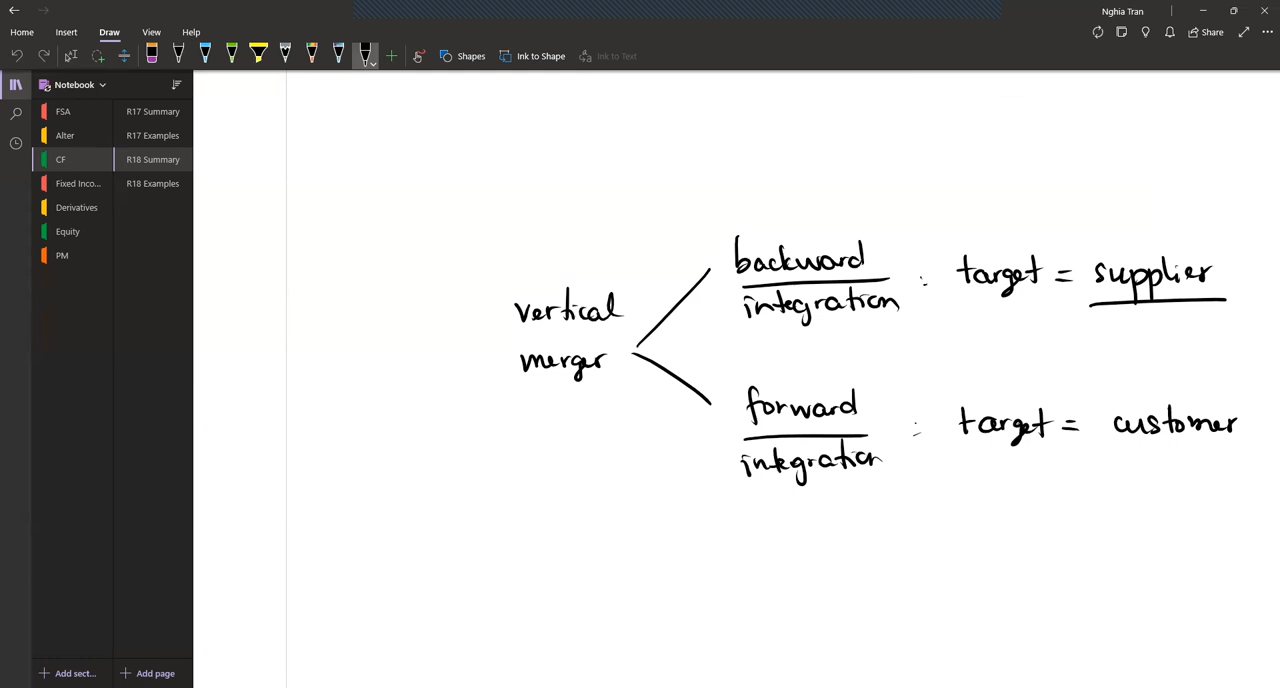 Nghia Tran
Home Insert Draw View Help
Share
Shapes Ink to Shape Ink to Text
Notebook
FSA R17 Summary
Alter R17 Examples
CF R18 Summary
Fixed Inco... R18 Examples
Derivatives
Equity
PM
vertical
merger
backward
integration : target = supplier
forward
integration : target = customer
Add sect... Add page